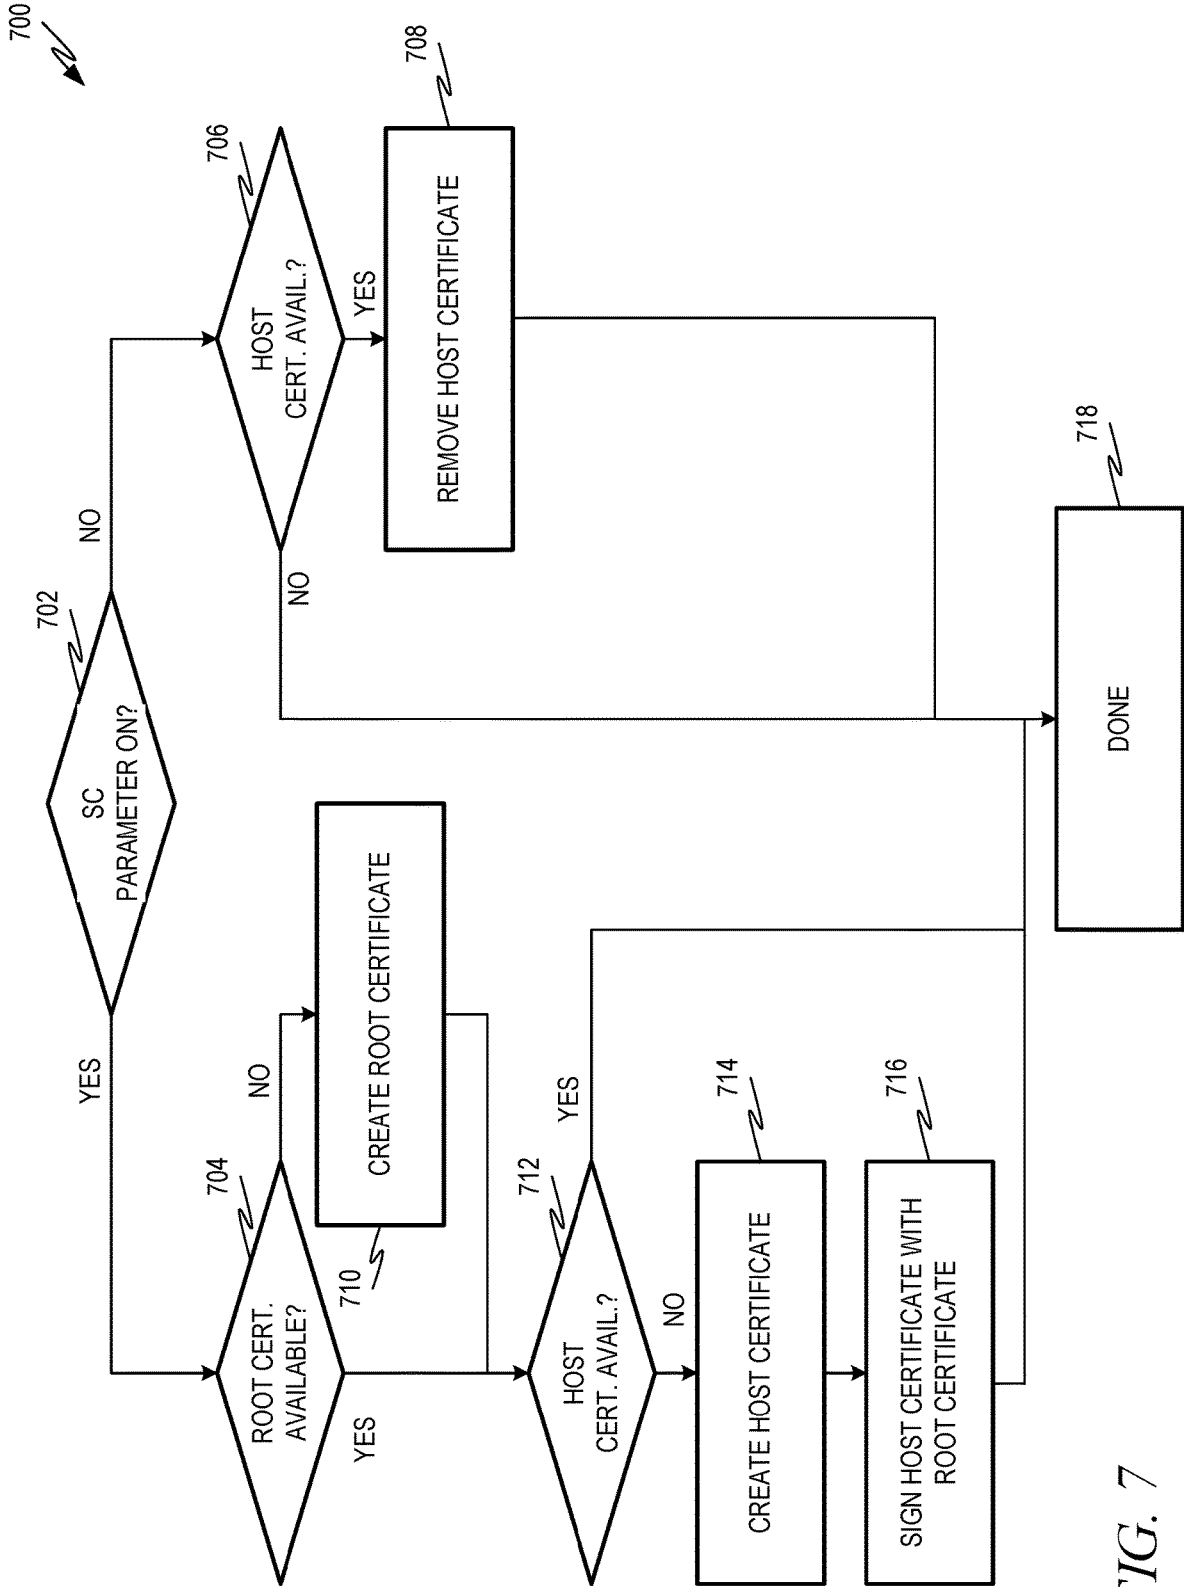 700
702
SC
PARAMETER ON?
YES
NO
704
ROOT CERT.
AVAILABLE?
NO
YES
706
HOST
CERT. AVAIL.?
NO
YES
710
CREATE ROOT CERTIFICATE
708
REMOVE HOST CERTIFICATE
712
HOST
CERT. AVAIL.?
YES
NO
714
CREATE HOST CERTIFICATE
716
SIGN HOST CERTIFICATE WITH
ROOT CERTIFICATE
718
DONE
FIG. 7